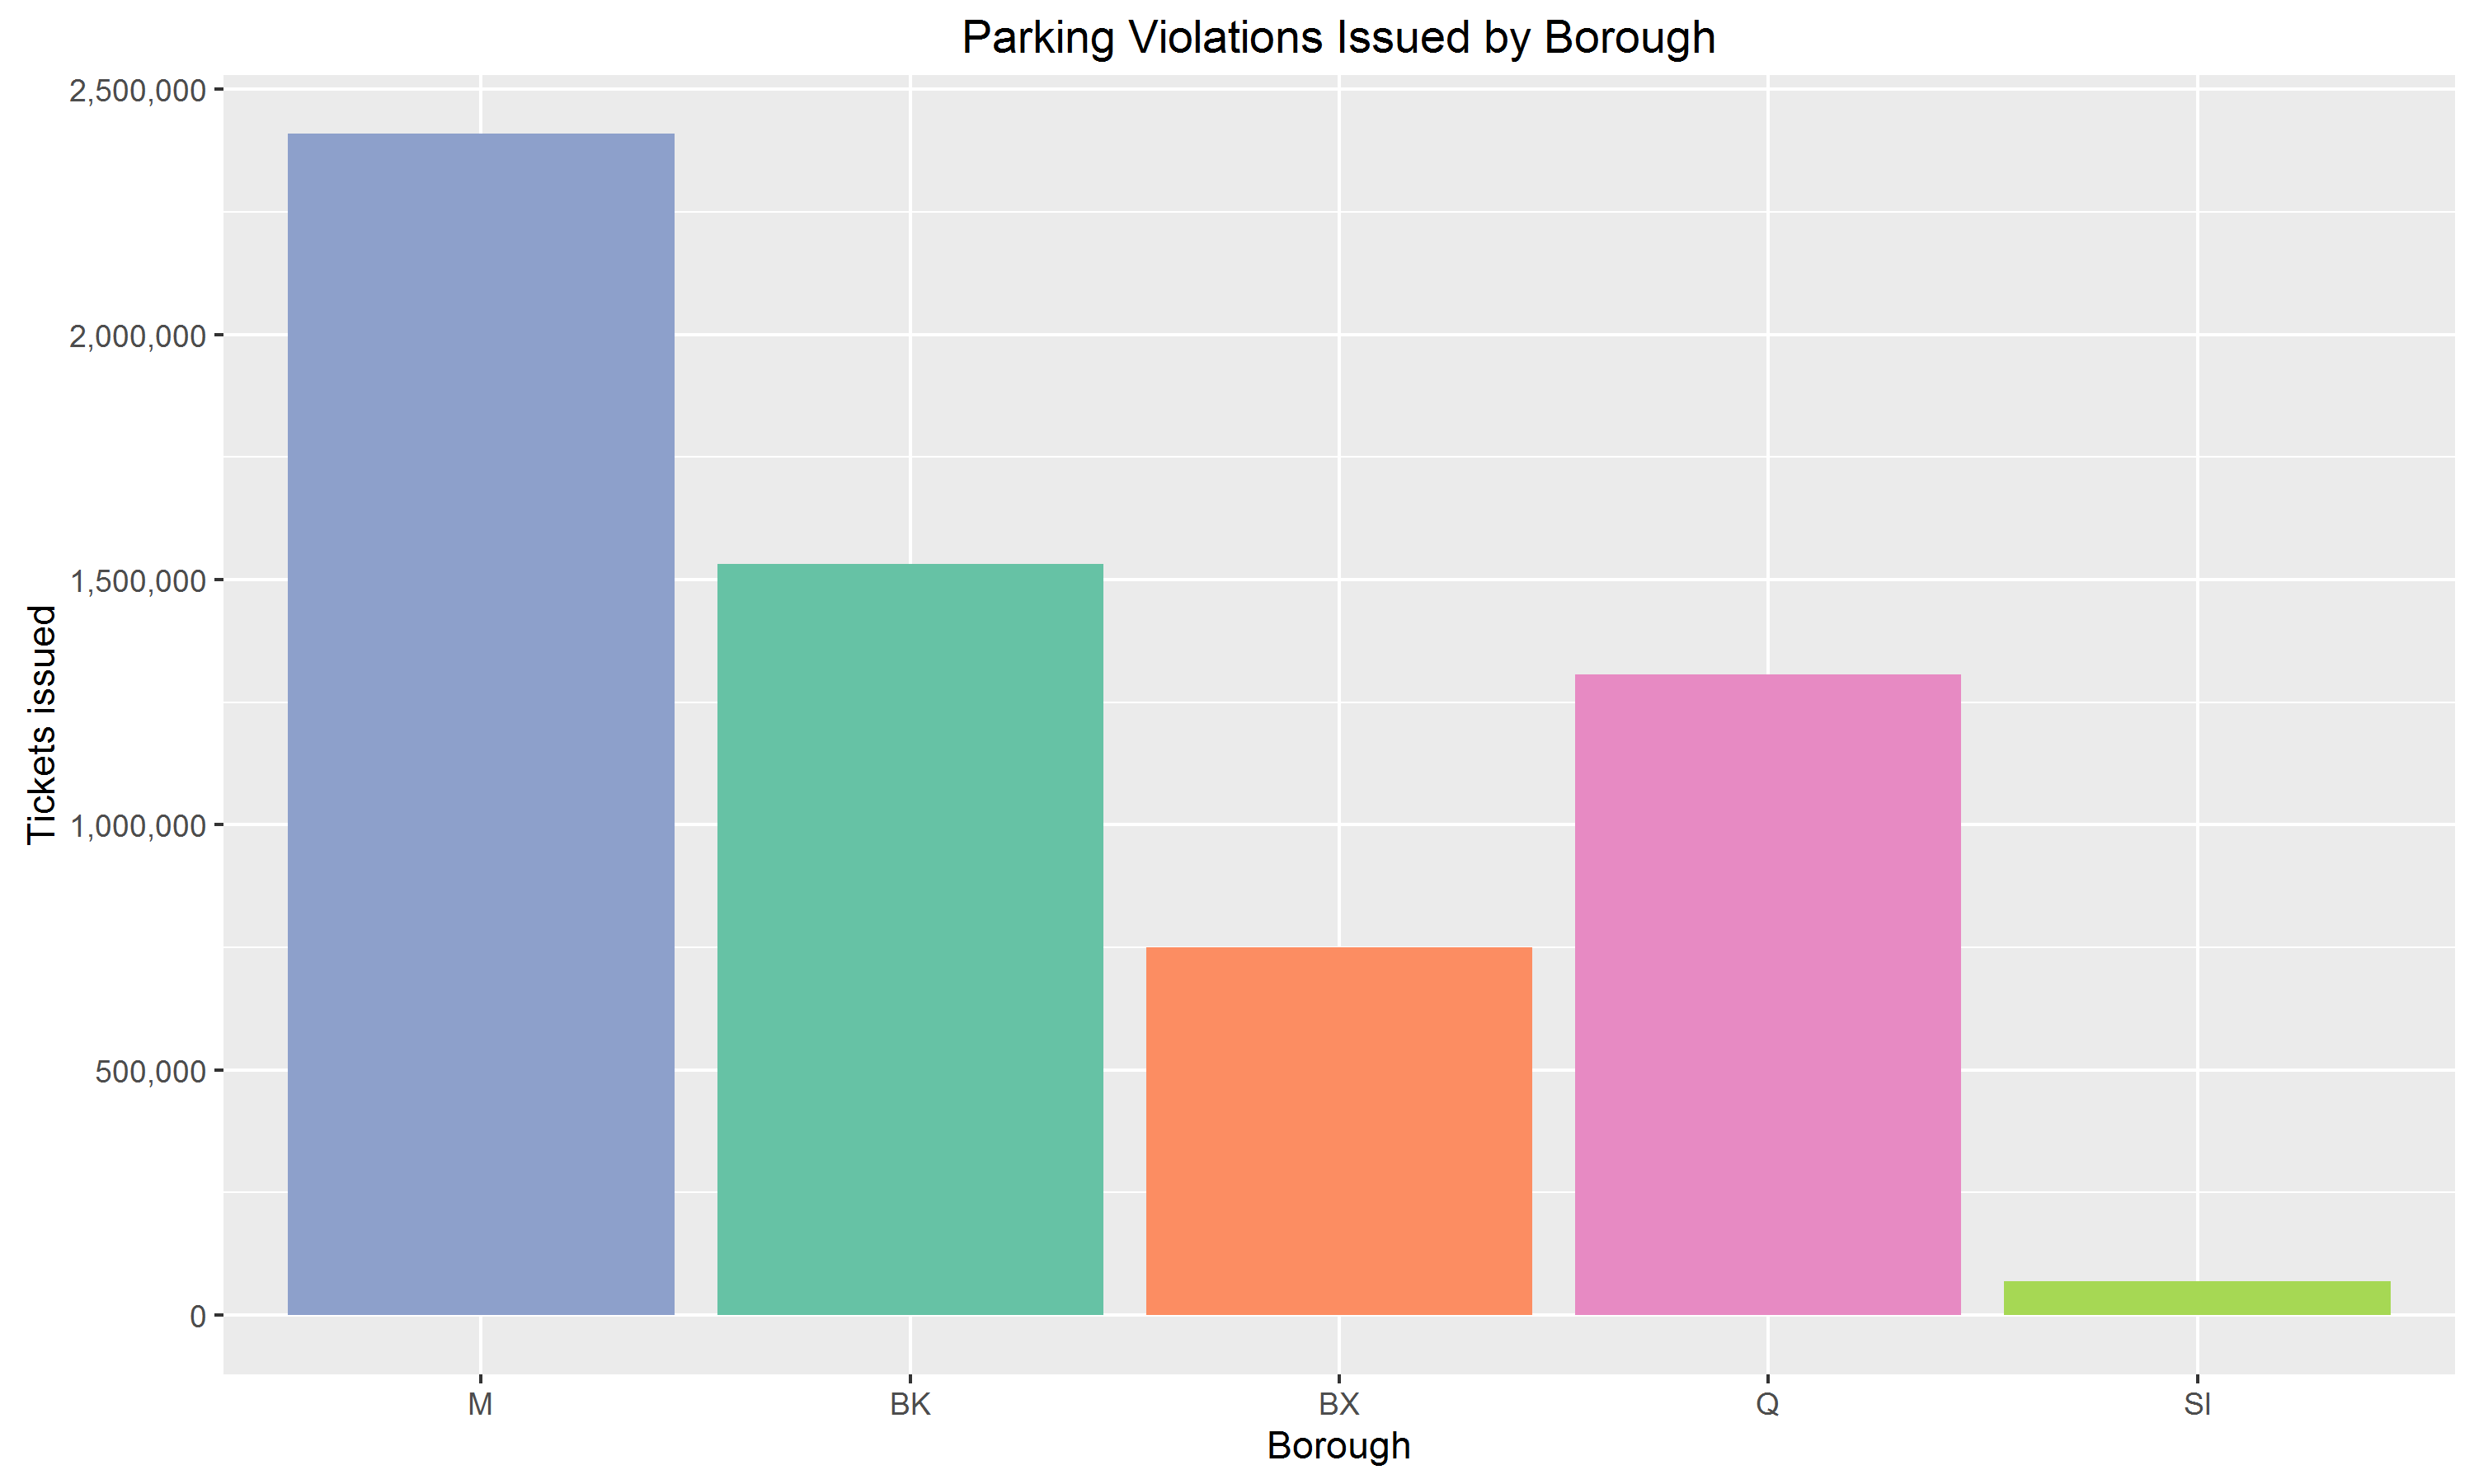 Parking Violations Issued by Borough
2,500,000
2,000,000
1,500,000
1,000,000
500,000
0
Tickets issued
M
BK
BX
Q
SI
Borough